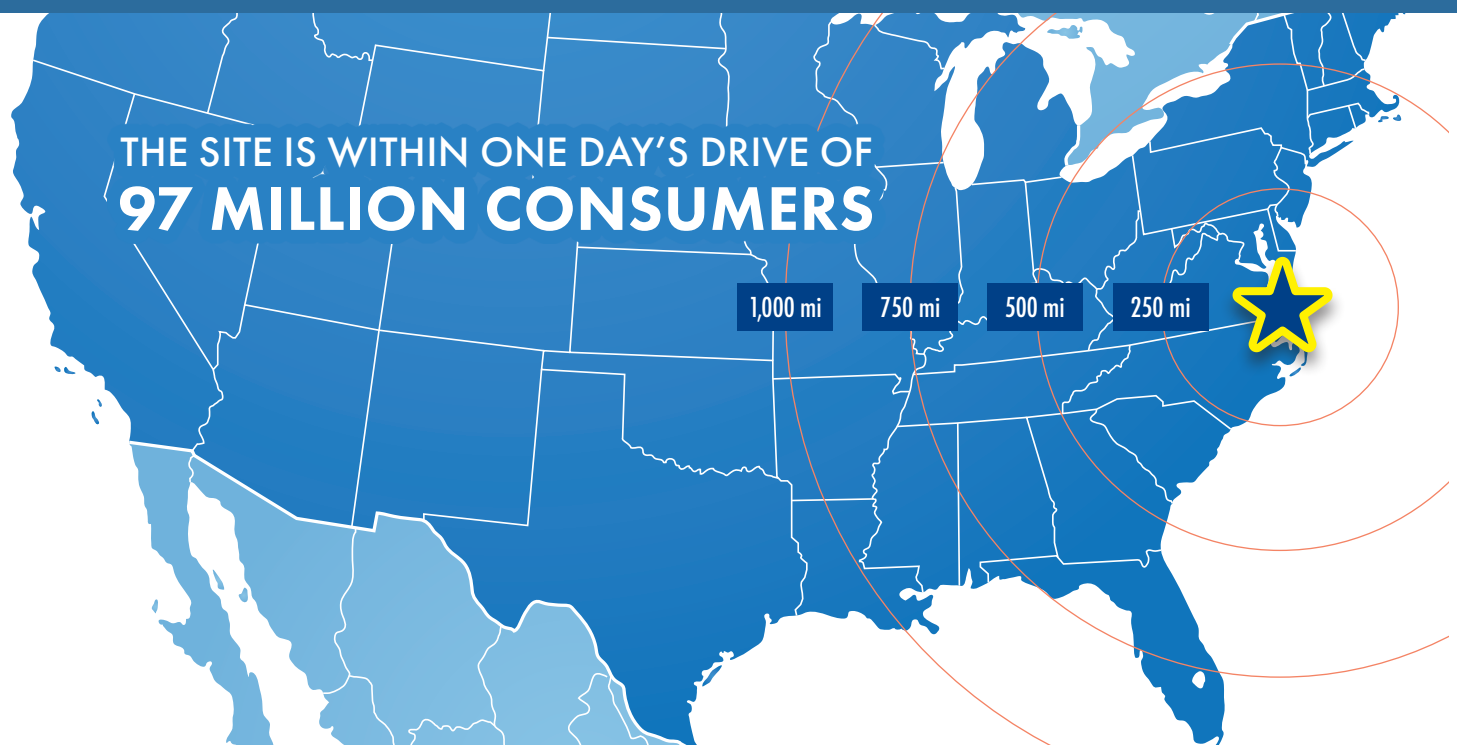 THE SITE IS WITHIN ONE DAY'S DRIVE OF
97 MILLION CONSUMERS
1,000 mi
750 mi
500 mi
250 mi